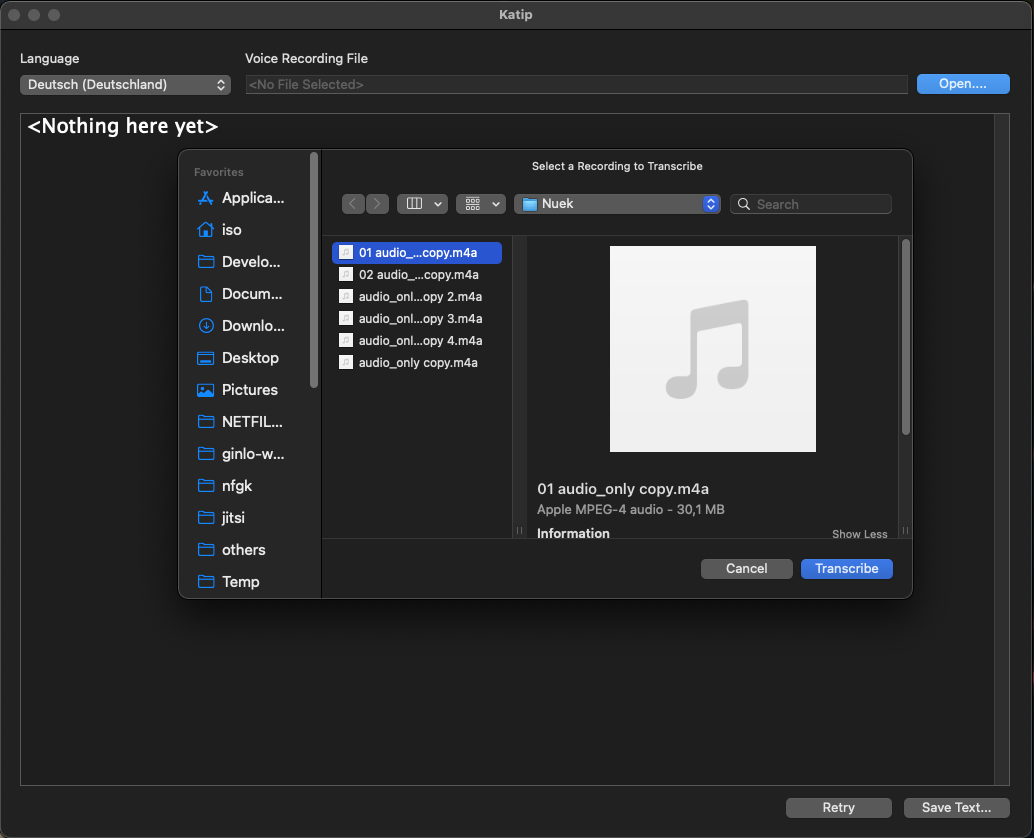 Katip
Language
Voice Recording File
Deutsch (Deutschland)
<No File Selected>
Open....
<Nothing here yet>
Select a Recording to Transcribe
Favorites
Applica...
iso
Develo...
Docum...
Downlo...
Desktop
Pictures
NETFIL...
ginlo-w...
nfgk
jitsi
others
Temp
Nuek
Search
01 audio_...copy.m4a
02 audio_...copy.m4a
audio_onl...opy 2.m4a
audio_onl...opy 3.m4a
audio_onl...opy 4.m4a
audio_only copy.m4a
01 audio_only copy.m4a
Apple MPEG-4 audio - 30,1 MB
Information
Show Less
Cancel
Transcribe
Retry
Save Text...